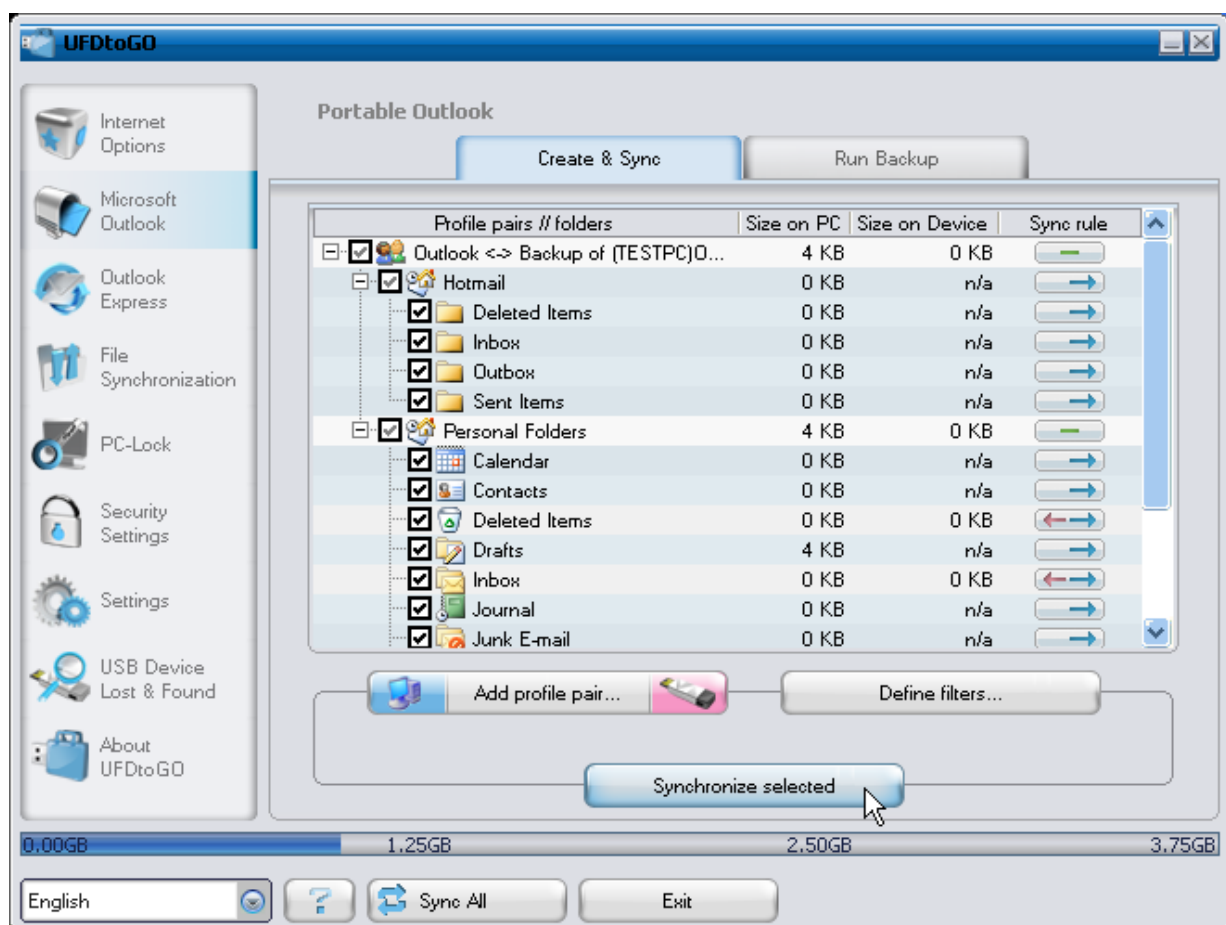 UFDtoGO
Internet
Options
Microsoft
Outlook
Outlook
Express
File
Synchronization
PC-Lock
Security
Settings
Settings
USB Device
Lost & Found
About
UFDtoGO
Portable Outlook
Create & Sync Run Backup
Profile pairs // folders Size on PC Size on Device Sync rule
Outlook <-> Backup of (TESTPC)O... 4 KB 0 KB
Hotmail 0 KB n/a
Deleted Items 0 KB n/a
Inbox 0 KB n/a
Outbox 0 KB n/a
Sent Items 0 KB n/a
Personal Folders 4 KB 0 KB
Calendar 0 KB n/a
Contacts 0 KB n/a
Deleted Items 0 KB 0 KB
Drafts 4 KB n/a
Inbox 0 KB 0 KB
Journal 0 KB n/a
Junk E-mail 0 KB n/a
Add profile pair... Define filters...
Synchronize selected
0.00GB 1.25GB 2.50GB 3.75GB
English ? Sync All Exit